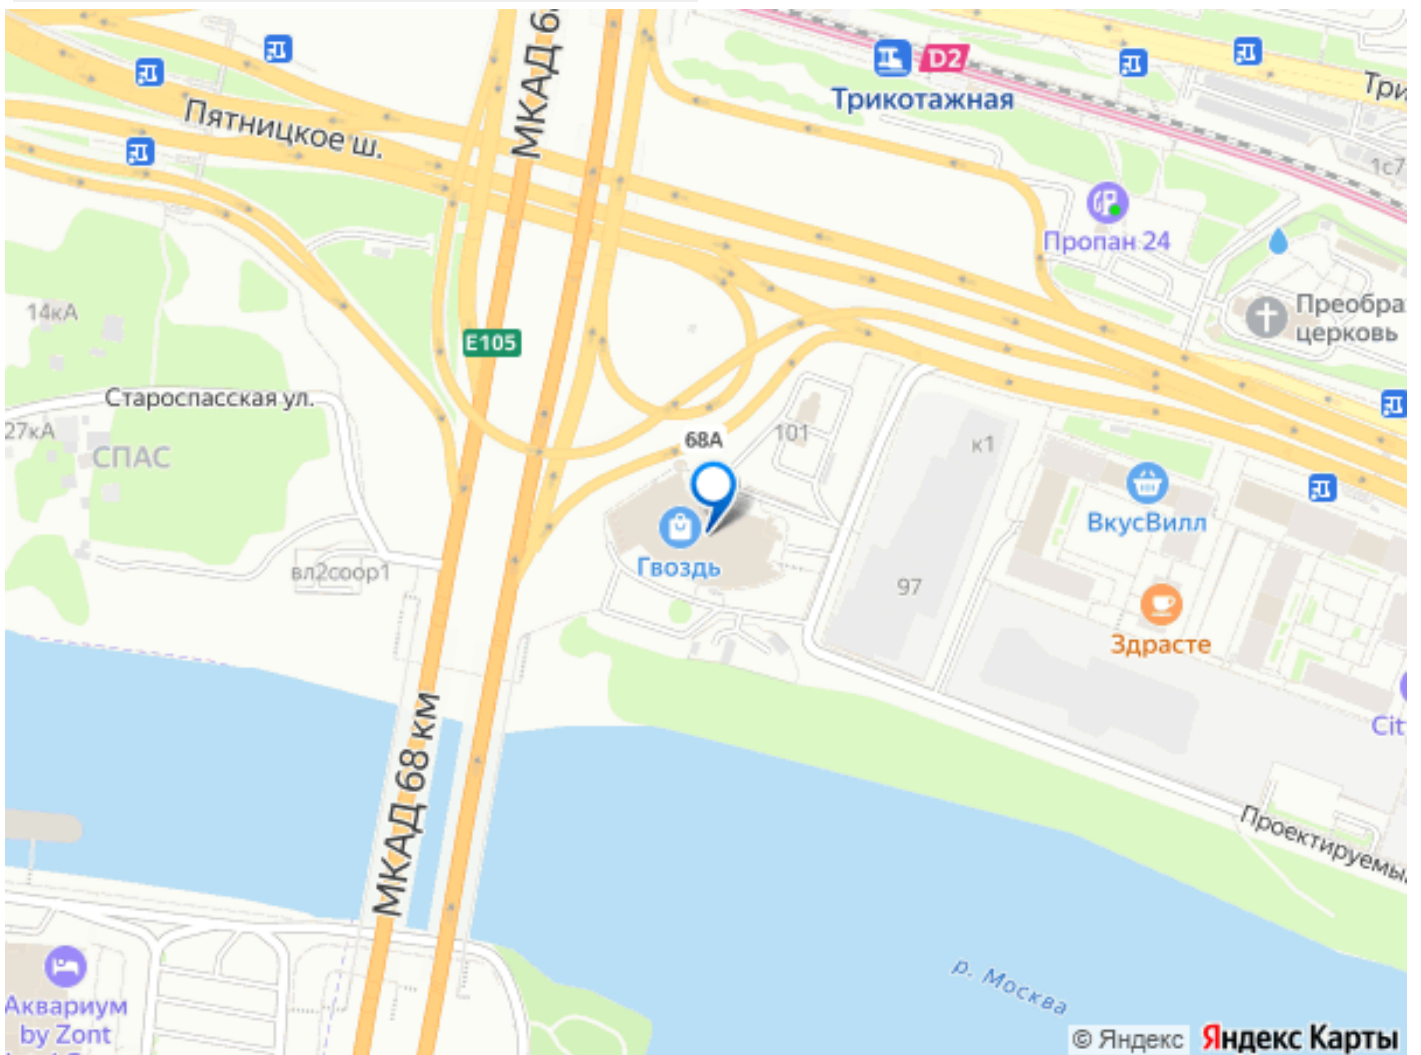 МКАД 6
D2
Трикотажная
Три
Пятницкое ш.
1с7
Пропан 24
Преобра
церковь
14кА
E105
Староспасская ул.
27кА
СПАС
68А
101
к1
ВкусВилл
Гвоздь
вл2соор1
97
Здрасте
Cit
МКАД 68 км
Проектируемы
р. Москва
Аквариум
by Zont
© Яндекс
Яндекс Карты